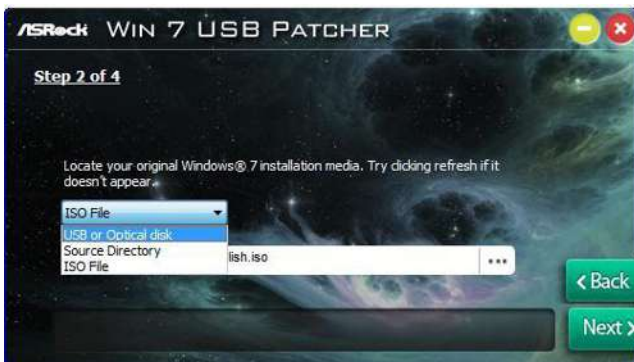 ASRock WIN 7 USB PATCHER
Step 2 of 4
Locate your original Windows® 7 installation media. Try clicking refresh if it
doesn't appear.
ISO File
USB or Optical disk
Source Directory
ISO File
lish.iso
...
< Back
Next >